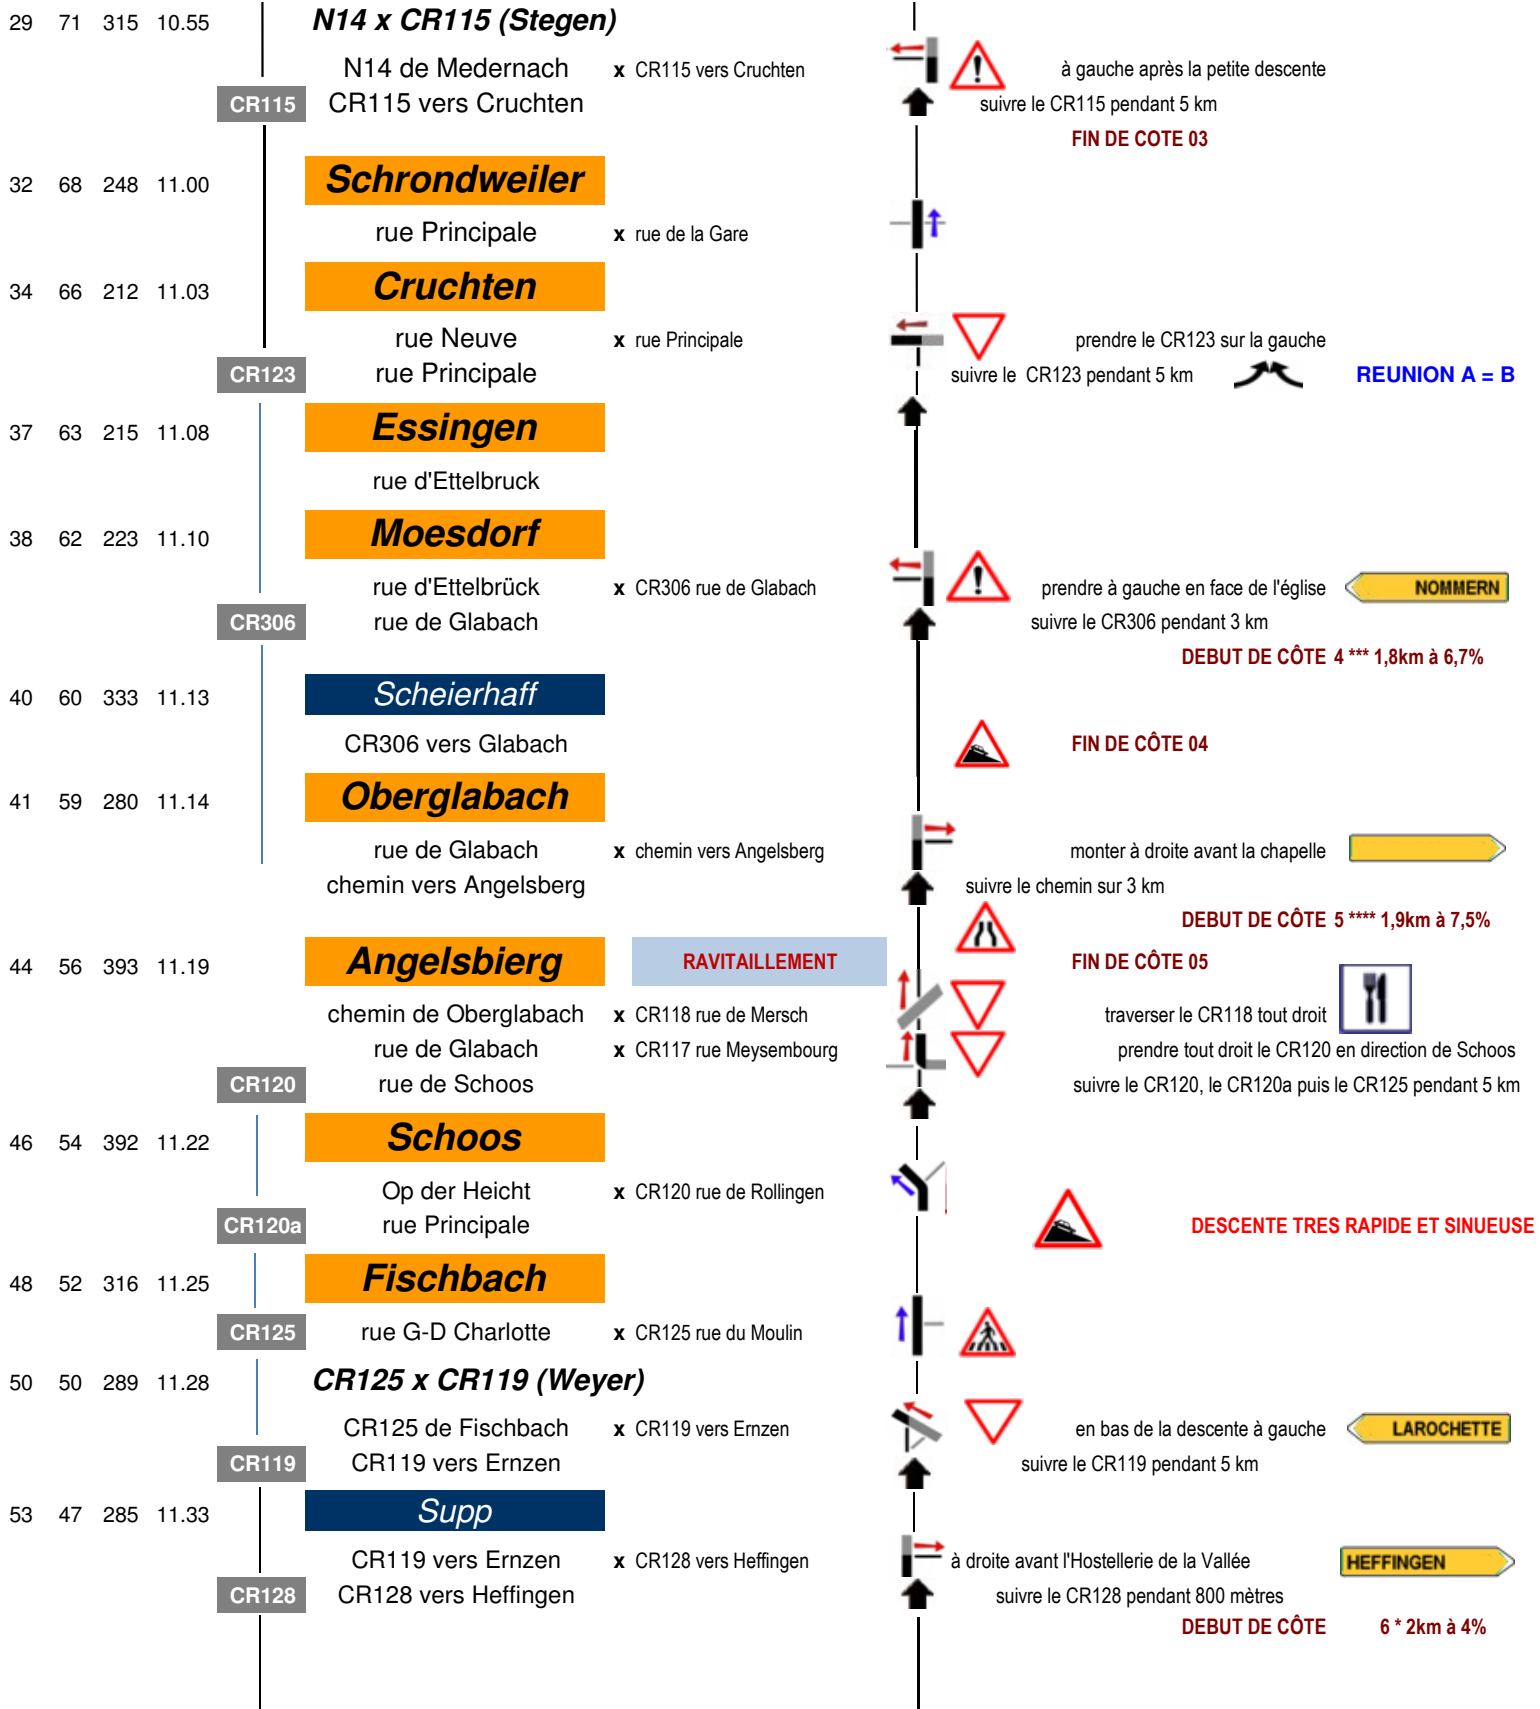 29 71 315 10.55 N14 x CR115 (Stegen)
N14 de Medernach x CR115 vers Cruchten à gauche après la petite descente
CR115 CR115 vers Cruchten suivre le CR115 pendant 5 km
FIN DE COTE 03
32 68 248 11.00 Schrondweiler
rue Principale x rue de la Gare
34 66 212 11.03 Cruchten
rue Neuve x rue Principale prendre le CR123 sur la gauche
CR123 rue Principale suivre le CR123 pendant 5 km REUNION A = B
37 63 215 11.08 Essingen
rue d'Ettelbruck
38 62 223 11.10 Moesdorf
rue d'Ettelbrück x CR306 rue de Glabach prendre à gauche en face de l'église NOMMERN
CR306 rue de Glabach suivre le CR306 pendant 3 km
DEBUT DE CÔTE 4 *** 1,8km à 6,7%
40 60 333 11.13 Scheierhaff
CR306 vers Glabach FIN DE CÔTE 04
41 59 280 11.14 Oberglabach
rue de Glabach x chemin vers Angelsberg monter à droite avant la chapelle
chemin vers Angelsberg suivre le chemin sur 3 km
DEBUT DE CÔTE 5 **** 1,9km à 7,5%
44 56 393 11.19 Angelsbierg RAVITAILLEMENT FIN DE CÔTE 05
chemin de Oberglabach x CR118 rue de Mersch traverser le CR118 tout droit
rue de Glabach x CR117 rue Meysembourg prendre tout droit le CR120 en direction de Schoos
CR120 rue de Schoos suivre le CR120, le CR120a puis le CR125 pendant 5 km
46 54 392 11.22 Schoos
Op der Heicht x CR120 rue de Rollingen
CR120a rue Principale DESCENTE TRES RAPIDE ET SINUEUSE
48 52 316 11.25 Fischbach
CR125 rue G-D Charlotte x CR125 rue du Moulin
50 50 289 11.28 CR125 x CR119 (Weyer)
CR125 de Fischbach x CR119 vers Ernzen en bas de la descente à gauche LAROCHETTE
CR119 CR119 vers Ernzen suivre le CR119 pendant 5 km
53 47 285 11.33 Supp
CR119 vers Ernzen x CR128 vers Heffingen à droite avant l'Hostellerie de la Vallée HEFFINGEN
CR128 CR128 vers Heffingen suivre le CR128 pendant 800 mètres
DEBUT DE CÔTE 6 * 2km à 4%